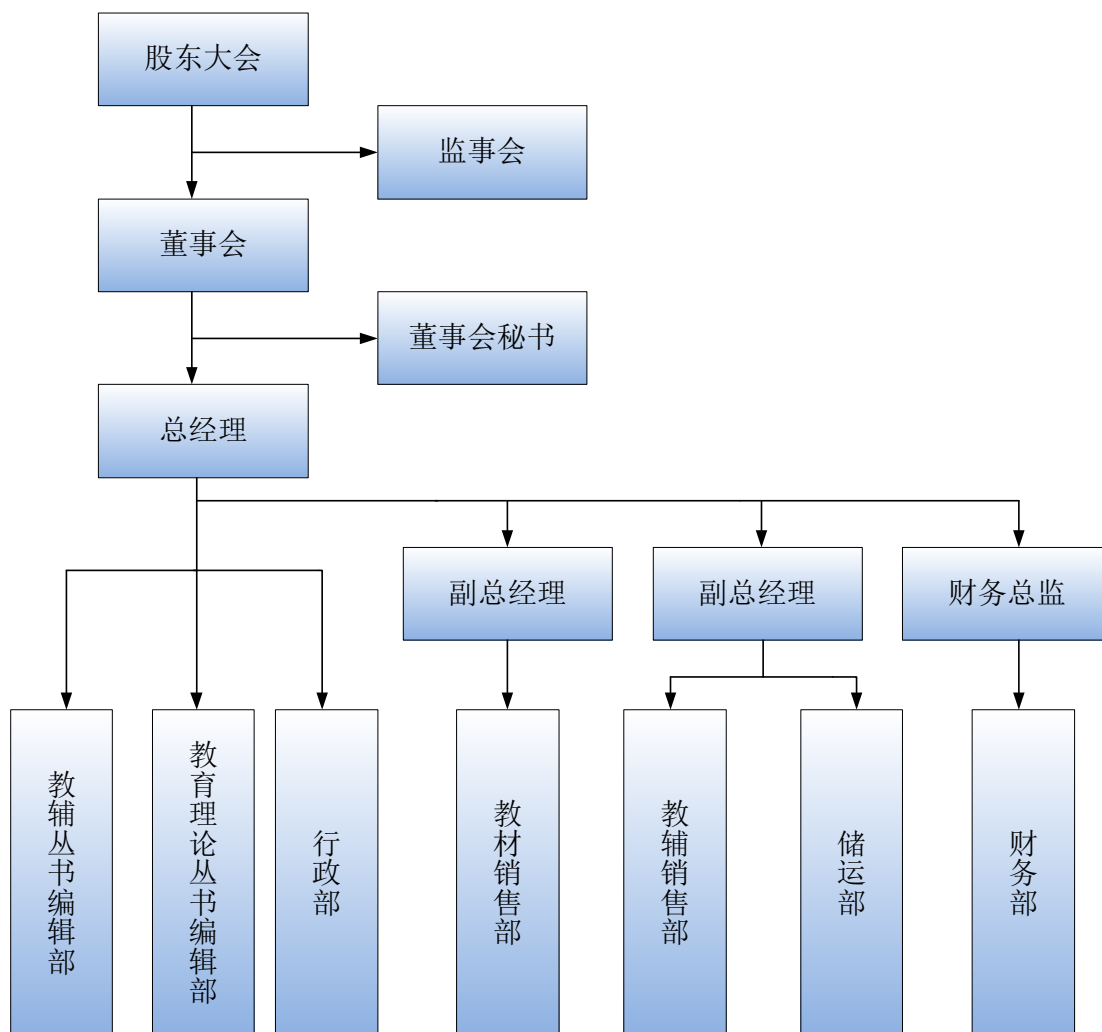 股东大会
监事会
董事会
董事会秘书
总经理
副总经理
副总经理
财务总监
教辅丛书编辑部
教育理论丛书编辑部
行政部
教材销售部
教辅销售部
储运部
财务部